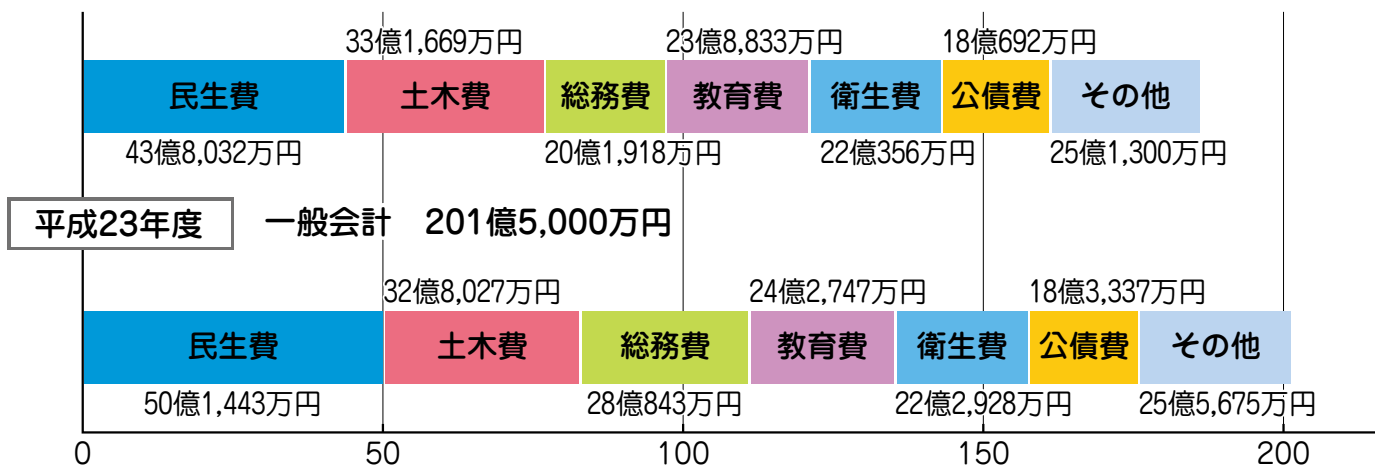 33億1,669万円 23億8,833万円 18億692万円
民生費 土木費 総務費 教育費 衛生費 公債費 その他
43億8,032万円 20億1,918万円 22億356万円 25億1,300万円
平成23年度 一般会計 201億5,000万円
32億8,027万円 24億2,747万円 18億3,337万円
民生費 土木費 総務費 教育費 衛生費 公債費 その他
50億1,443万円 28億843万円 22億2,928万円 25億5,675万円
0 50 100 150 200